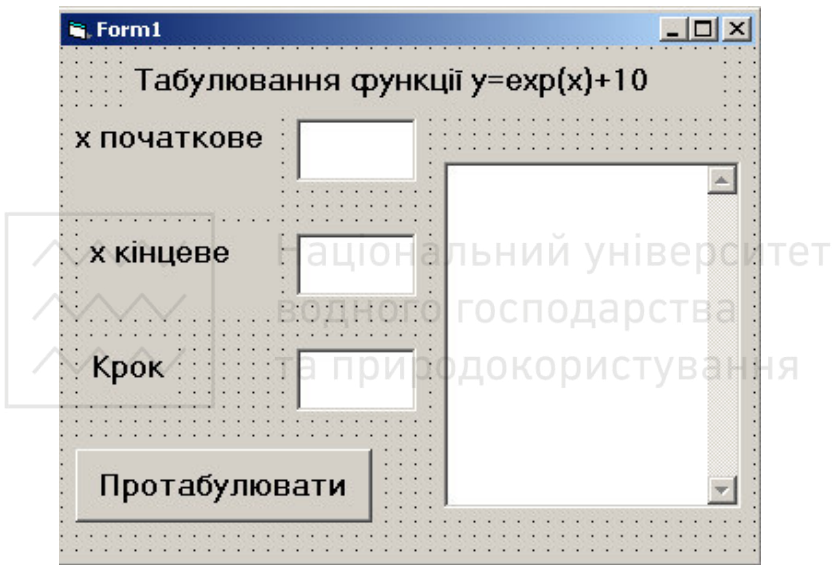 Form1
Табулювання функції y=exp(x)+10
х початкове
х кінцеве
Крок
Протабулювати
Національний університет
водного господарства
та природокористування